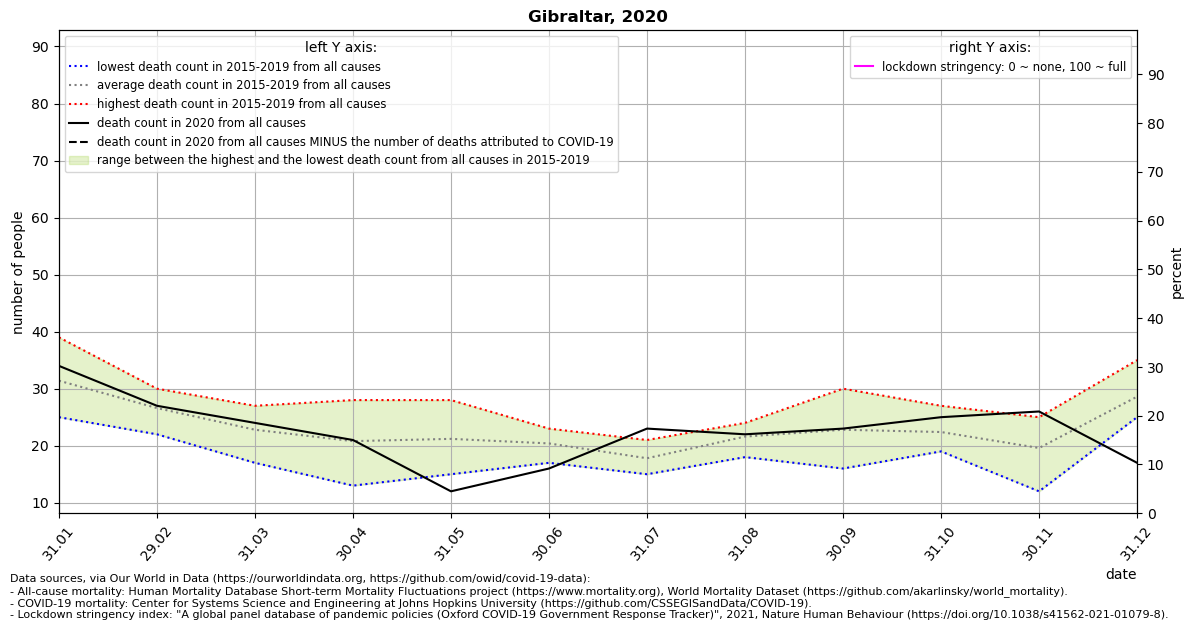 Gibraltar, 2020
left Y axis:
lowest death count in 2015-2019 from all causes
average death count in 2015-2019 from all causes
highest death count in 2015-2019 from all causes
death count in 2020 from all causes
death count in 2020 from all causes MINUS the number of deaths attributed to COVID-19
range between the highest and the lowest death count from all causes in 2015-2019
right Y axis:
lockdown stringency: 0 ~ none, 100 ~ full
number of people
90
80
70
60
50
40
30
20
10
percent
90
80
70
60
50
40
30
20
10
0
31.01
29.02
31.03
30.04
31.05
30.06
31.07
31.08
30.09
31.10
30.11
31.12
date
Data sources, via Our World in Data (https://ourworldindata.org, https://github.com/owid/covid-19-data):
- All-cause mortality: Human Mortality Database Short-term Mortality Fluctuations project (https://www.mortality.org), World Mortality Dataset (https://github.com/akarlinsky/world_mortality).
- COVID-19 mortality: Center for Systems Science and Engineering at Johns Hopkins University (https://github.com/CSSEGISandData/COVID-19).
- Lockdown stringency index: "A global panel database of pandemic policies (Oxford COVID-19 Government Response Tracker)", 2021, Nature Human Behaviour (https://doi.org/10.1038/s41562-021-01079-8).